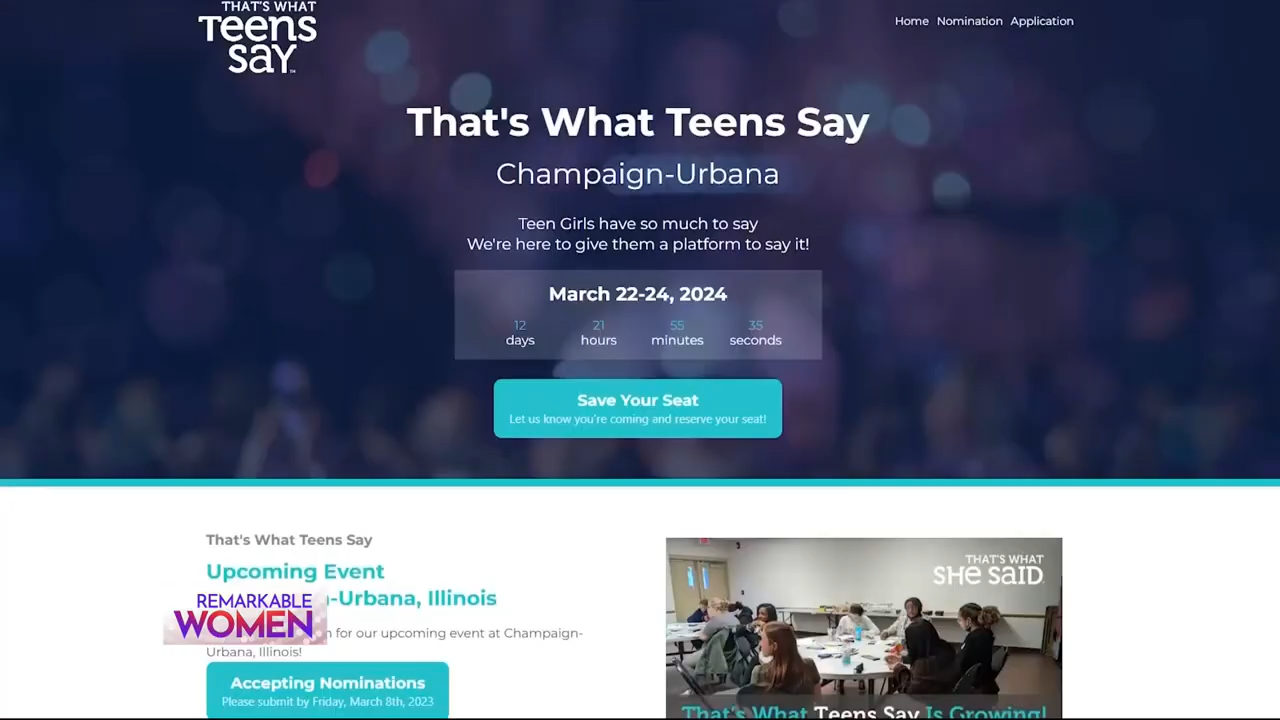 THAT'S WHAT
Teens
say™
Home Nomination Application
That's What Teens Say
Champaign-Urbana
Teen Girls have so much to say
We're here to give them a platform to say it!
March 22-24, 2024
12 21 55 35
days hours minutes seconds
Save Your Seat
Let us know you're coming and reserve your seat!
That's What Teens Say
Upcoming Event
-Urbana, Illinois
REMARKABLE
WOMEN
for our upcoming event at Champaign-
Urbana, Illinois!
Accepting Nominations
Please submit by Friday, March 8th, 2023
THAT'S WHAT
SHe saiD
That's What Teens Say Is Growing!